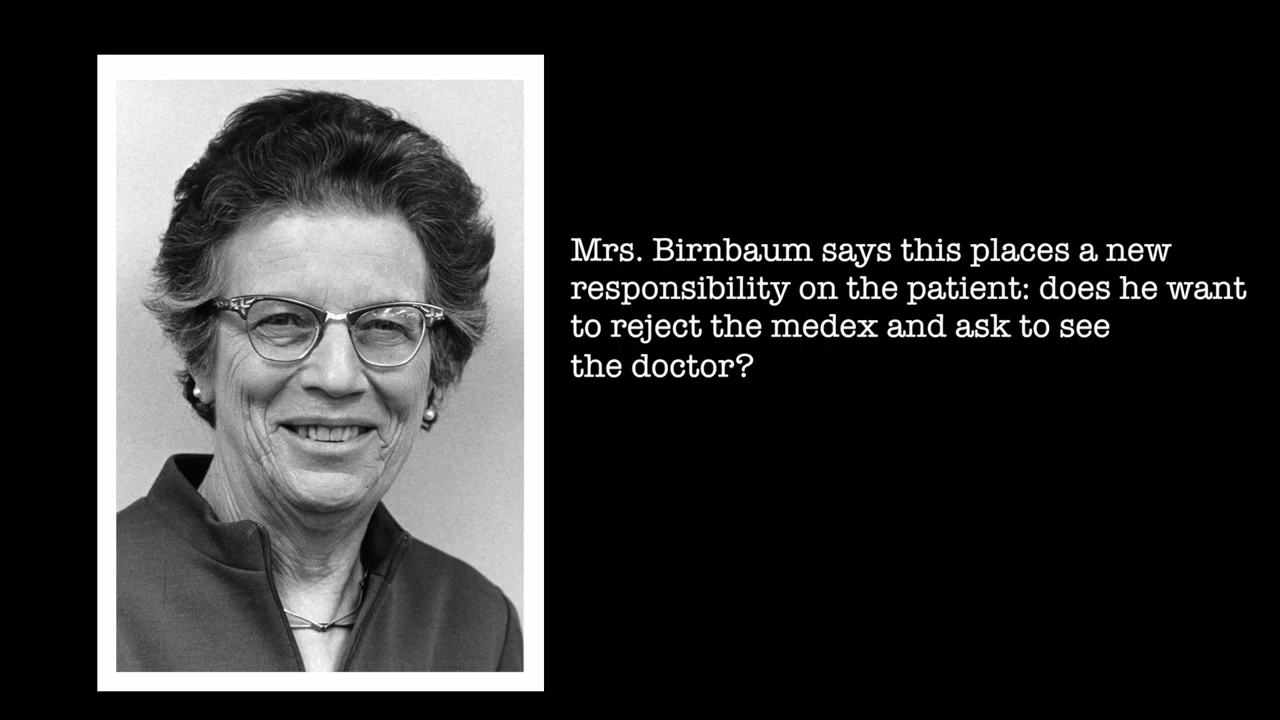 Mrs. Birnbaum says this places a new
responsibility on the patient: does he want
to reject the medex and ask to see
the doctor?